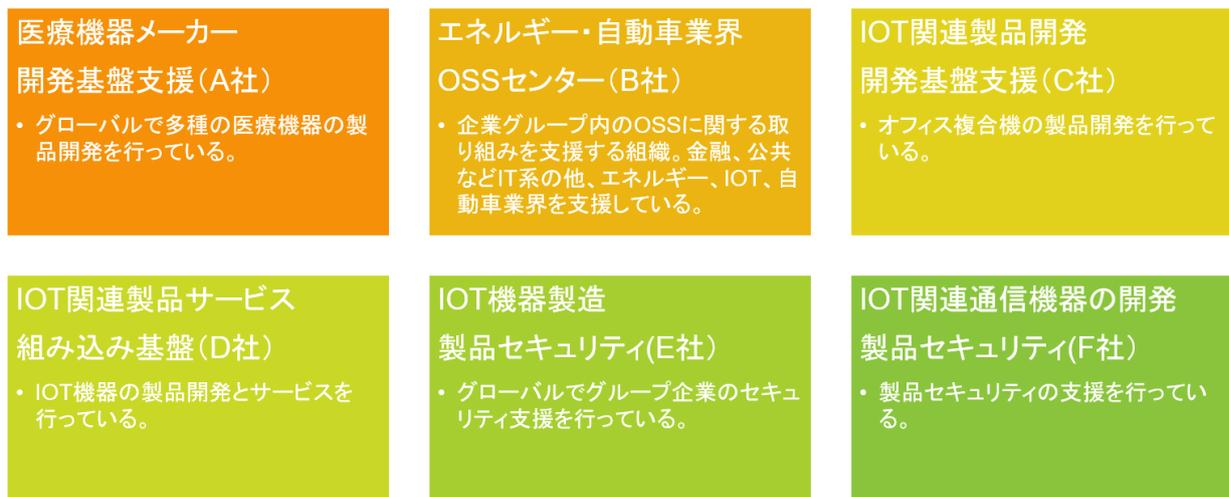 医療機器メーカー
開発基盤支援（A社）
• グローバルで多種の医療機器の製
品開発を行っている。
エネルギー・自動車業界
OSSセンター（B社）
• 企業グループ内のOSSに関する取
り組みを支援する組織。金融、公共
などIT系の他、エネルギー、IOT、自
動車業界を支援している。
IOT関連製品開発
開発基盤支援（C社）
• オフィス複合機の製品開発を行って
いる。
IOT関連製品サービス
組み込み基盤（D社）
• IOT機器の製品開発とサービスを
行っている。
IOT機器製造
製品セキュリティ(E社）
• グローバルでグループ企業のセキュ
リティ支援を行っている。
IOT関連通信機器の開発
製品セキュリティ(F社）
• 製品セキュリティの支援を行ってい
る。